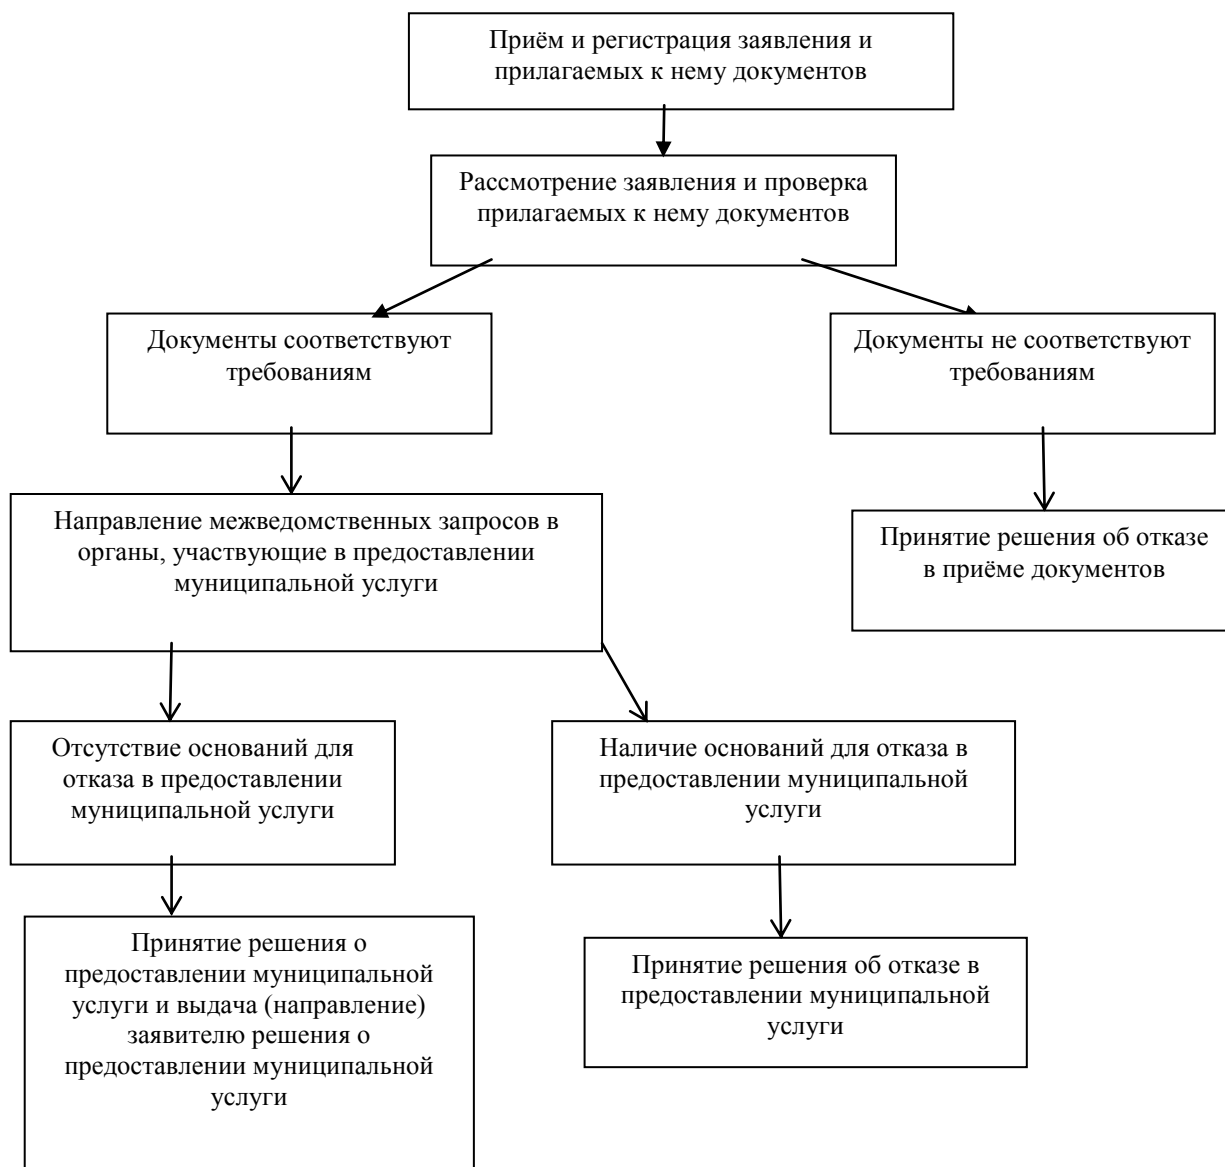 Приём и регистрация заявления и
прилагаемых к нему документов
Рассмотрение заявления и проверка
прилагаемых к нему документов
Документы соответствуют
требованиям
Документы не соответствуют
требованиям
Направление межведомственных запросов в
органы, участвующие в предоставлении
муниципальной услуги
Принятие решения об отказе
в приёме документов
Отсутствие оснований для
отказа в предоставлении
муниципальной услуги
Наличие оснований для отказа в
предоставлении муниципальной
услуги
Принятие решения о
предоставлении муниципальной
услуги и выдача (направление)
заявителю решения о
предоставлении муниципальной
услуги
Принятие решения об отказе в
предоставлении муниципальной
услуги